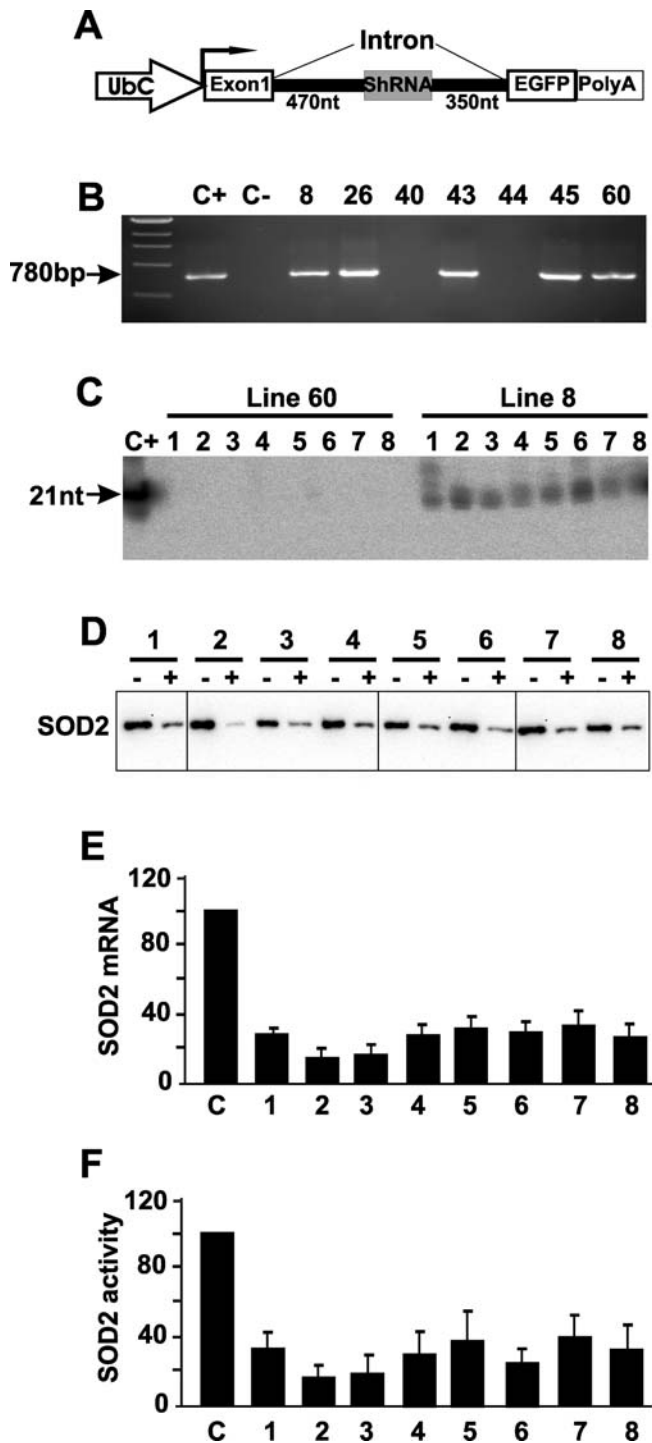 A
Intron
UbC Exon1 ShRNA EGFP PolyA
470nt 350nt
B
C+ C- 8 26 40 43 44 45 60
780bp
C
Line 60 Line 8
C+ 1 2 3 4 5 6 7 8 1 2 3 4 5 6 7 8
21nt
D
1 2 3 4 5 6 7 8
- + - + - + - + - + - + - + - +
SOD2
E
SOD2 mRNA
120
80
40
0
C 1 2 3 4 5 6 7 8
F
SOD2 activity
120
80
40
0
C 1 2 3 4 5 6 7 8